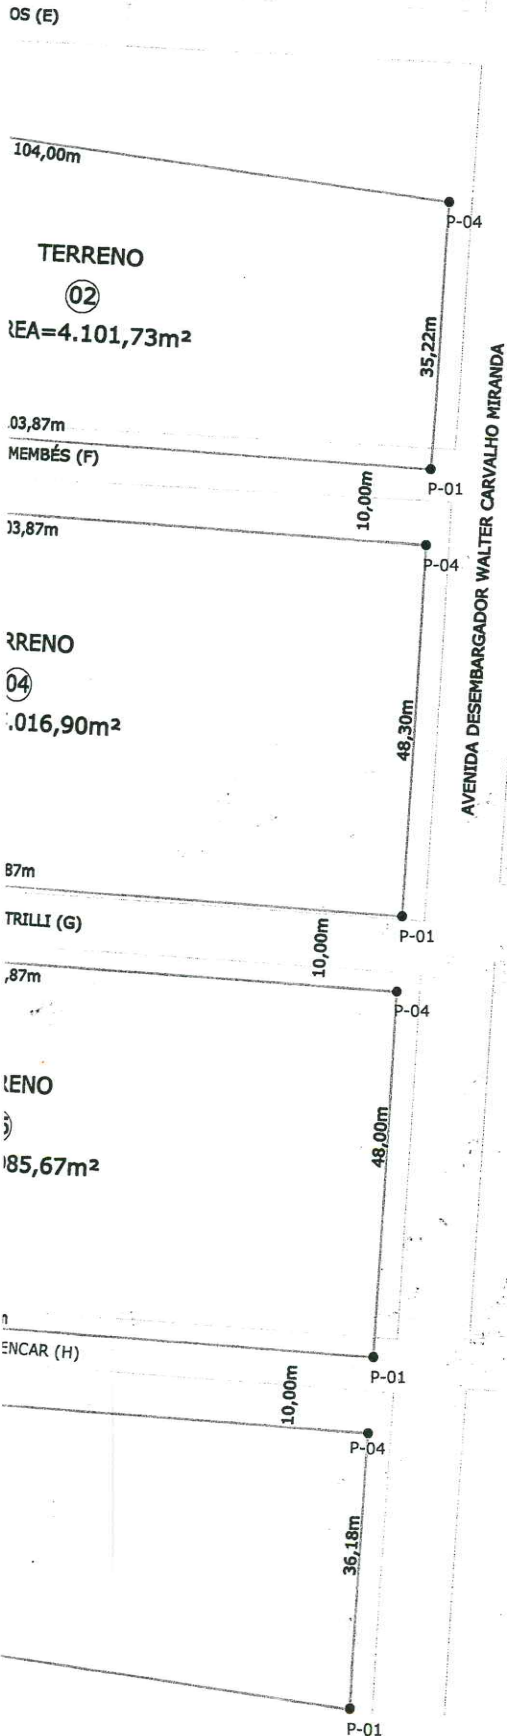 OS (E)
104,00m
P-04
TERRENO
02
REA=4.101,73m²
35,22m
03,87m
MEMBÉS (F)
P-01
10,00m
AVENIDA DESEMBARGADOR WALTER CARVALHO MIRANDA
03,87m
P-04
RRENO
04
.016,90m²
48,30m
87m
TRILLI (G)
P-01
10,00m
,87m
P-04
RENO
985,67m²
48,00m
ENCAR (H)
P-01
10,00m
P-04
36,18m
P-01